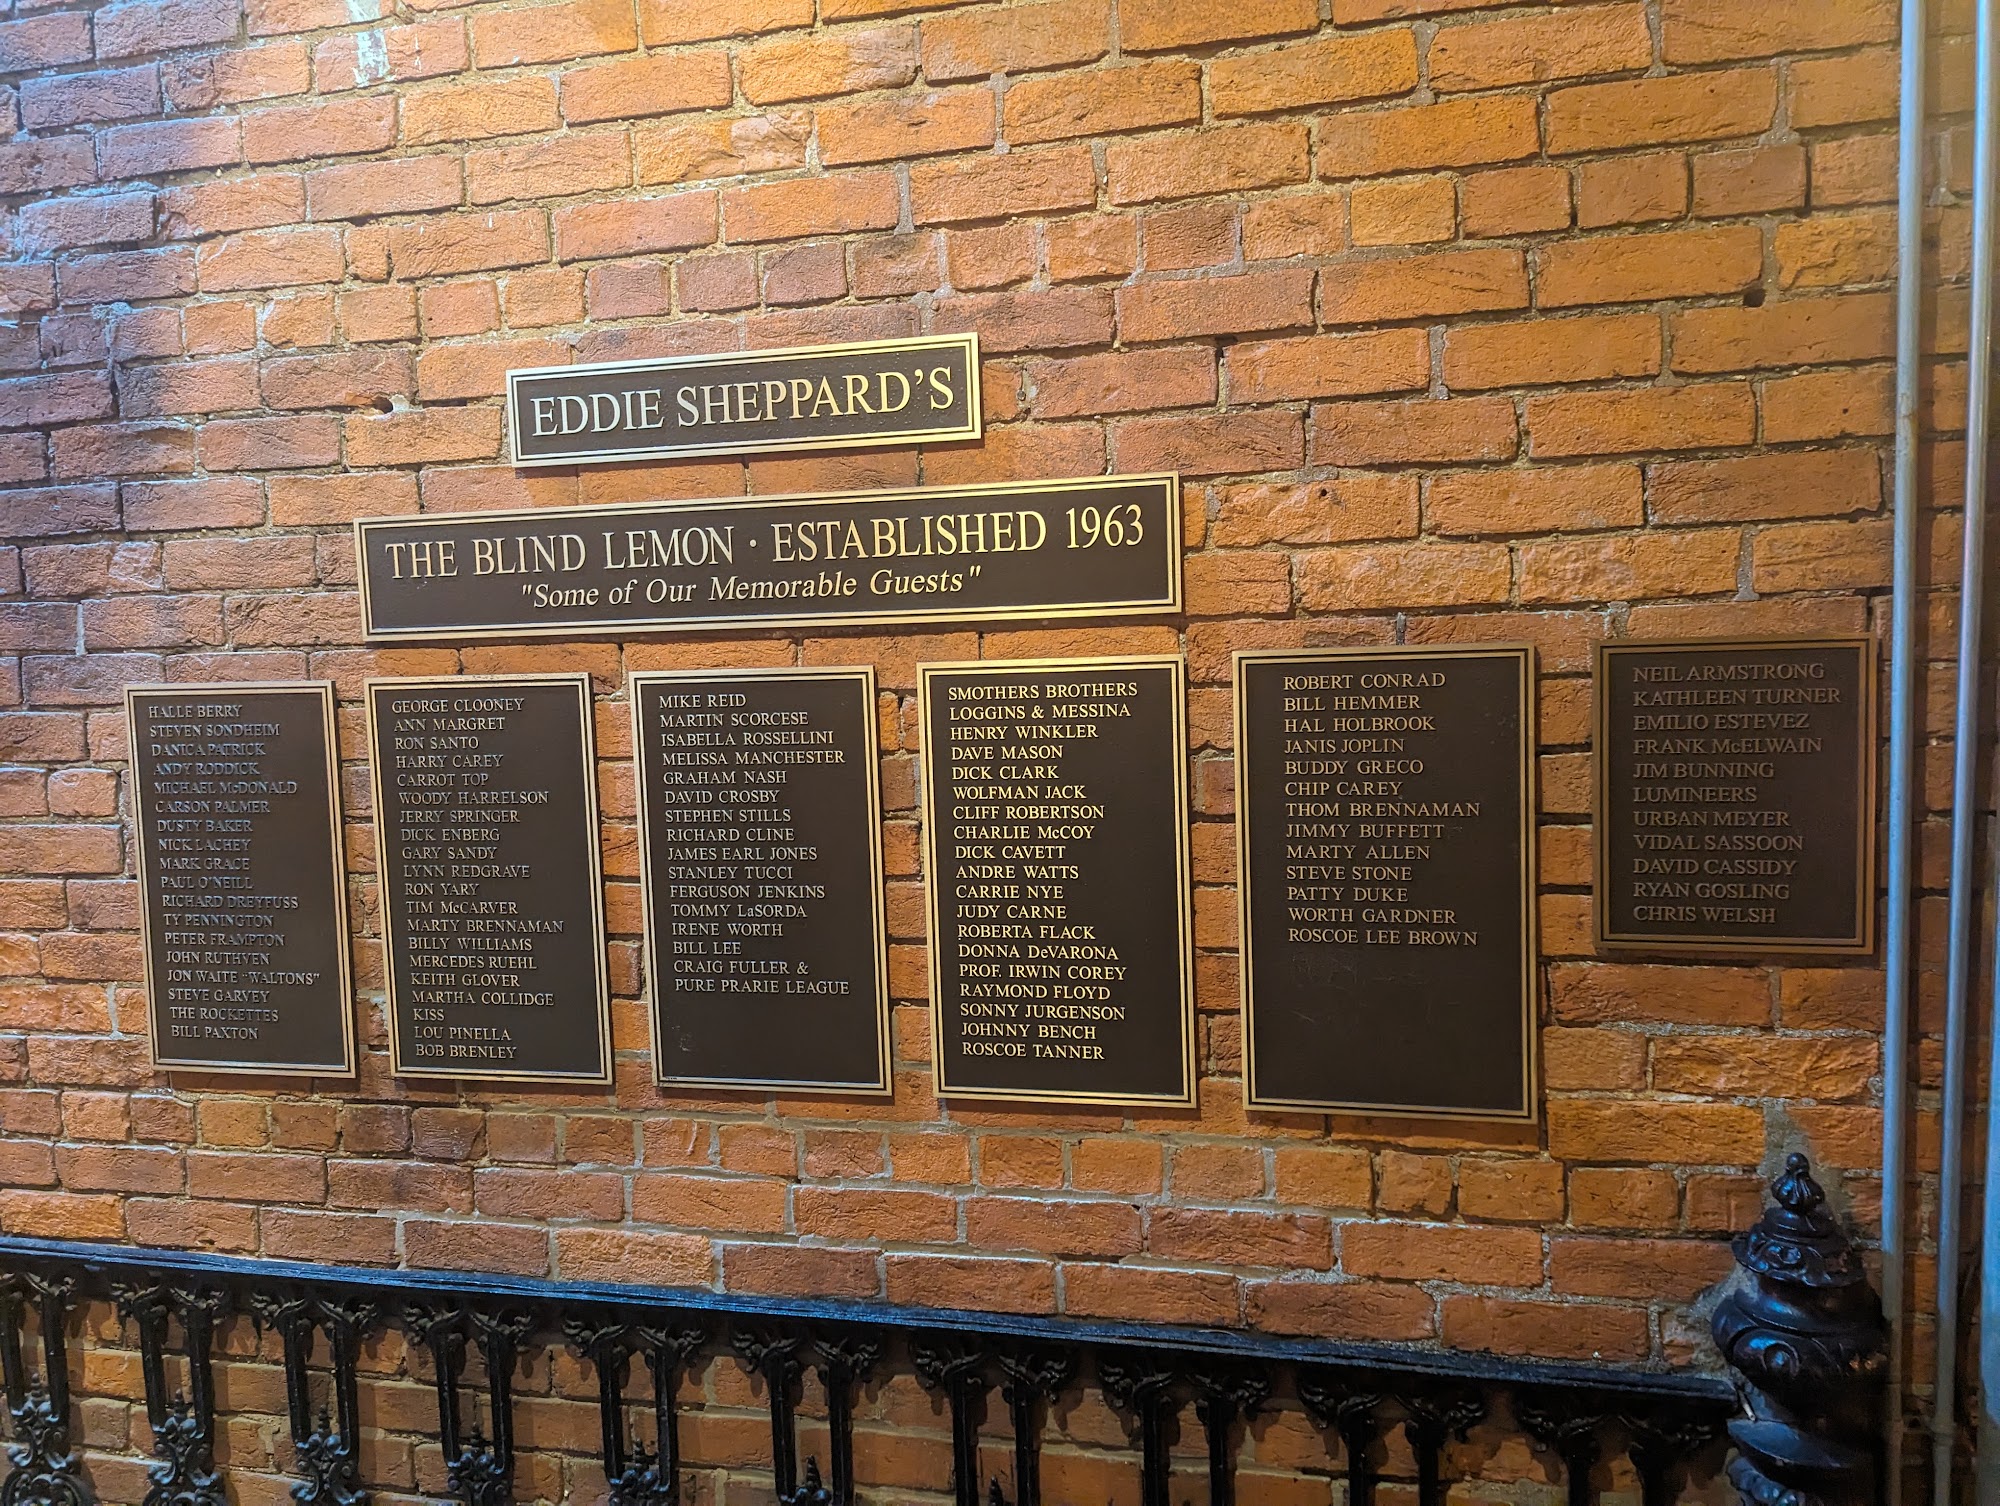 EDDIE SHEPPARD'S
THE BLIND LEMON · ESTABLISHED 1963
"Some of Our Memorable Guests"
HALLE BERRY
STEVEN SONDHEIM
DANICA PATRICK
ANDY RODDICK
MICHAEL McDONALD
CARSON PALMER
DUSTY BAKER
NICK LACHEY
MARK GRACE
PAUL O'NEILL
RICHARD DREYFUSS
TY PENNINGTON
PETER FRAMPTON
JOHN RUTHVEN
JON WAITE "WALTONS"
STEVE GARVEY
THE ROCKETTES
BILL PAXTON
GEORGE CLOONEY
ANN MARGRET
RON SANTO
HARRY CAREY
CARROT TOP
WOODY HARRELSON
JERRY SPRINGER
DICK ENBERG
GARY SANDY
LYNN REDGRAVE
RON YARY
TIM McCARVER
MARTY BRENNAMAN
BILLY WILLIAMS
MERCEDES RUEHL
KEITH GLOVER
MARTHA COLLIDGE
KISS
LOU PINELLA
BOB BRENLEY
MIKE REID
MARTIN SCORCESE
ISABELLA ROSSELLINI
MELISSA MANCHESTER
GRAHAM NASH
DAVID CROSBY
STEPHEN STILLS
RICHARD CLINE
JAMES EARL JONES
STANLEY TUCCI
FERGUSON JENKINS
TOMMY LaSORDA
IRENE WORTH
BILL LEE
CRAIG FULLER &
PURE PRARIE LEAGUE
SMOTHERS BROTHERS
LOGGINS & MESSINA
HENRY WINKLER
DAVE MASON
DICK CLARK
WOLFMAN JACK
CLIFF ROBERTSON
CHARLIE McCOY
DICK CAVETT
ANDRE WATTS
CARRIE NYE
JUDY CARNE
ROBERTA FLACK
DONNA DeVARONA
PROF. IRWIN COREY
RAYMOND FLOYD
SONNY JURGENSON
JOHNNY BENCH
ROSCOE TANNER
ROBERT CONRAD
BILL HEMMER
HAL HOLBROOK
JANIS JOPLIN
BUDDY GRECO
CHIP CAREY
THOM BRENNAMAN
JIMMY BUFFETT
MARTY ALLEN
STEVE STONE
PATTY DUKE
WORTH GARDNER
ROSCOE LEE BROWN
NEIL ARMSTRONG
KATHLEEN TURNER
EMILIO ESTEVEZ
FRANK McELWAIN
JIM BUNNING
LUMINEERS
URBAN MEYER
VIDAL SASSOON
DAVID CASSIDY
RYAN GOSLING
CHRIS WELSH